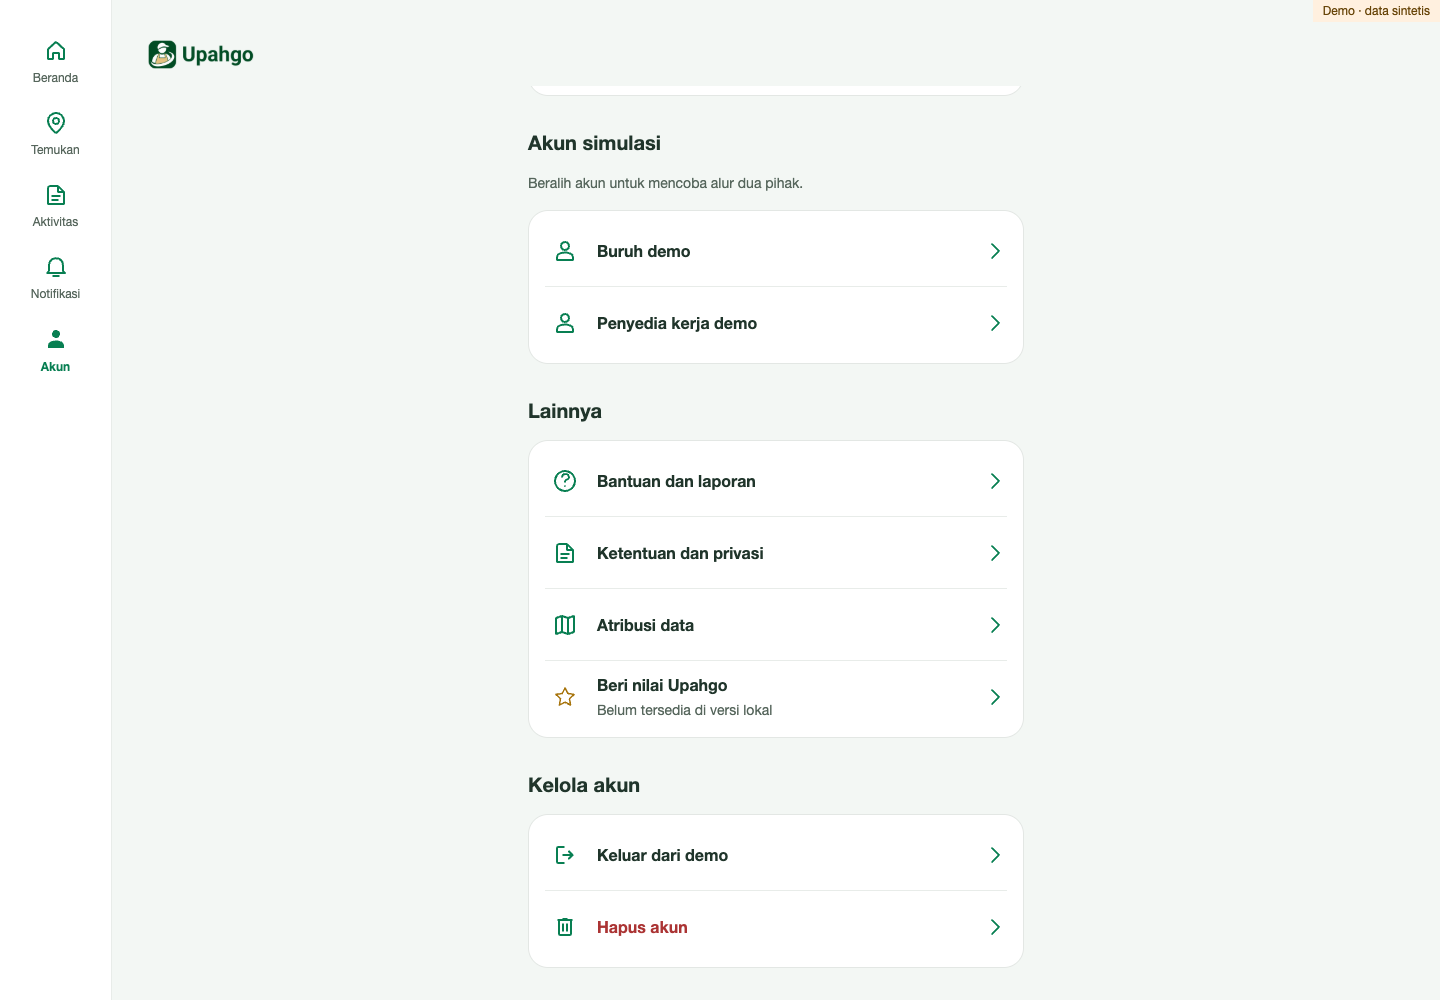 Demo · data sintetis
Upahgo
Beranda
Temukan
Aktivitas
Notifikasi
Akun
Akun simulasi
Beralih akun untuk mencoba alur dua pihak.
Buruh demo
Penyedia kerja demo
Lainnya
Bantuan dan laporan
Ketentuan dan privasi
Atribusi data
Beri nilai Upahgo
Belum tersedia di versi lokal
Kelola akun
Keluar dari demo
Hapus akun